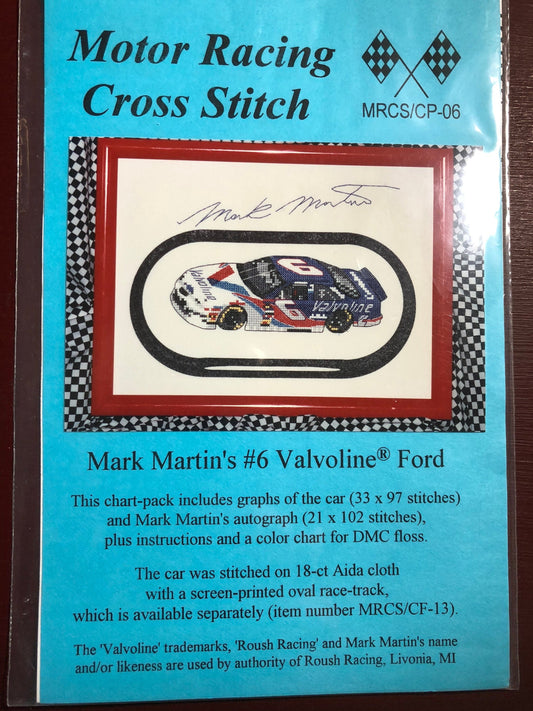 Motor Racing
Cross Stitch
MRCS/CP-06
Mark Martin
Valvoline
6
6
Valvoline
Mark Martin's #6 Valvoline® Ford
This chart-pack includes graphs of the car (33 x 97 stitches)
and Mark Martin's autograph (21 x 102 stitches),
plus instructions and a color chart for DMC floss.
The car was stitched on 18-ct Aida cloth
with a screen-printed oval race-track,
which is available separately (item number MRCS/CF-13).
The 'Valvoline' trademarks, 'Roush Racing' and Mark Martin's name
and/or likeness are used by authority of Roush Racing, Livonia, MI